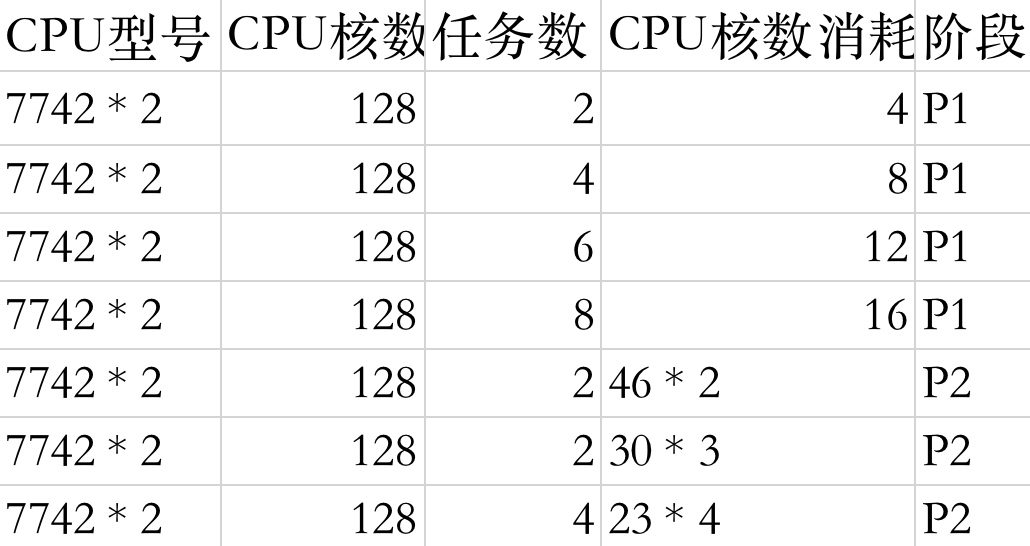 CPU型号 CPU核数 任务数 CPU核数消耗 阶段
7742 * 2 128 2 4 P1
7742 * 2 128 4 8 P1
7742 * 2 128 6 12 P1
7742 * 2 128 8 16 P1
7742 * 2 128 2 46 * 2 P2
7742 * 2 128 2 30 * 3 P2
7742 * 2 128 4 23 * 4 P2